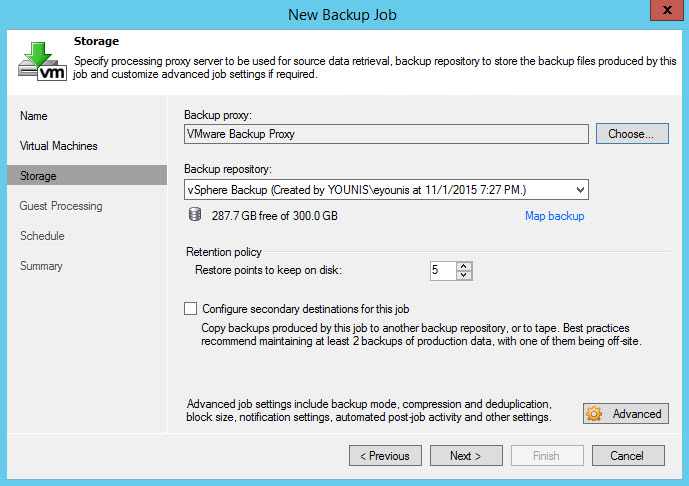 New Backup Job
x
Storage
Specify processing proxy server to be used for source data retrieval, backup repository to store the backup files produced by this
job and customize advanced job settings if required.
vm
Name
Virtual Machines
Storage
Guest Processing
Schedule
Summary
Backup proxy:
VMware Backup Proxy
Choose...
Backup repository:
vSphere Backup (Created by YOUNIS\eyounis at 11/1/2015 7:27 PM.)
287.7 GB free of 300.0 GB
Map backup
Retention policy
Restore points to keep on disk:
5
Configure secondary destinations for this job
Copy backups produced by this job to another backup repository, or to tape. Best practices
recommend maintaining at least 2 backups of production data, with one of them being off-site.
Advanced job settings include backup mode, compression and deduplication,
block size, notification settings, automated post-job activity and other settings.
Advanced
< Previous
Next >
Finish
Cancel